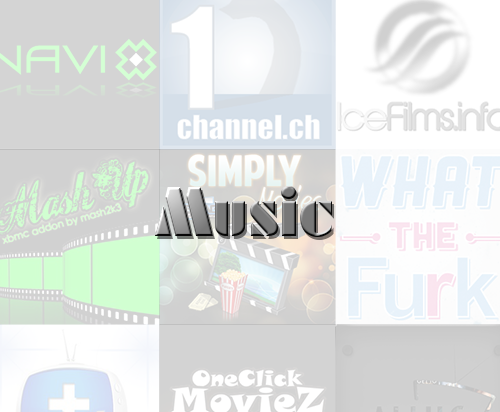 NAVI X
1
channel.ch
IceFilms.info
Mash Up
xbmc addon by mash2k3
SIMPLY
Movies
Music
WHAT
THE
Furk
OneClick
MovieZ